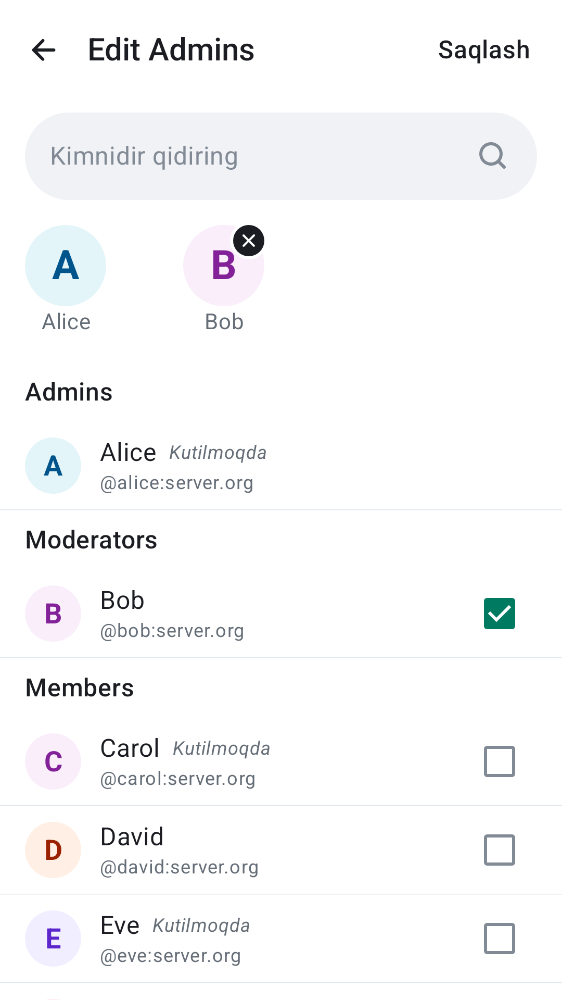 Edit Admins
Saqlash
Kimnidir qidiring
A
B
Alice
Bob
Admins
A
Alice Kutilmoqda
@alice:server.org
Moderators
B
Bob
@bob:server.org
Members
C
Carol Kutilmoqda
@carol:server.org
D
David
@david:server.org
E
Eve Kutilmoqda
@eve:server.org